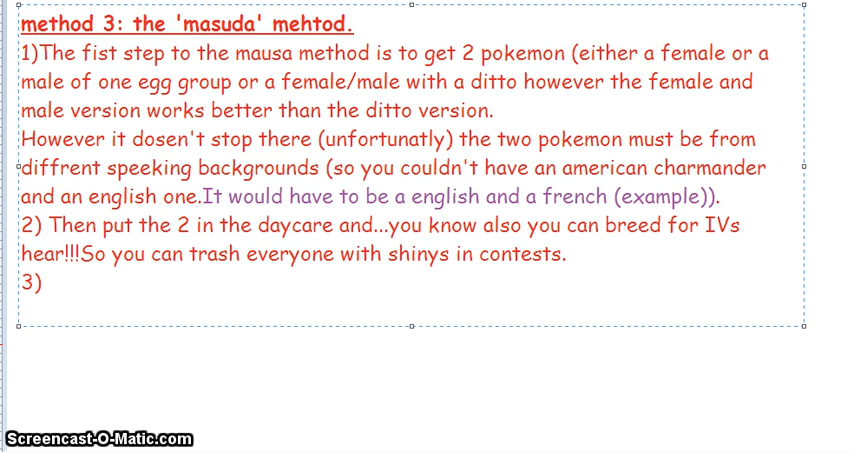 method 3: the 'masuda' mehtod.
1)The fist step to the mausa method is to get 2 pokemon (either a female or a
male of one egg group or a female/male with a ditto however the female and
male version works better than the ditto version.
However it dosen't stop there (unfortunatly) the two pokemon must be from
diffrent speeking backgrounds (so you couldn't have an american charmander
and an english one.It would have to be a english and a french (example)).
2) Then put the 2 in the daycare and...you know also you can breed for IVs
hear!!!So you can trash everyone with shinys in contests.
3)
Screencast-O-Matic.com